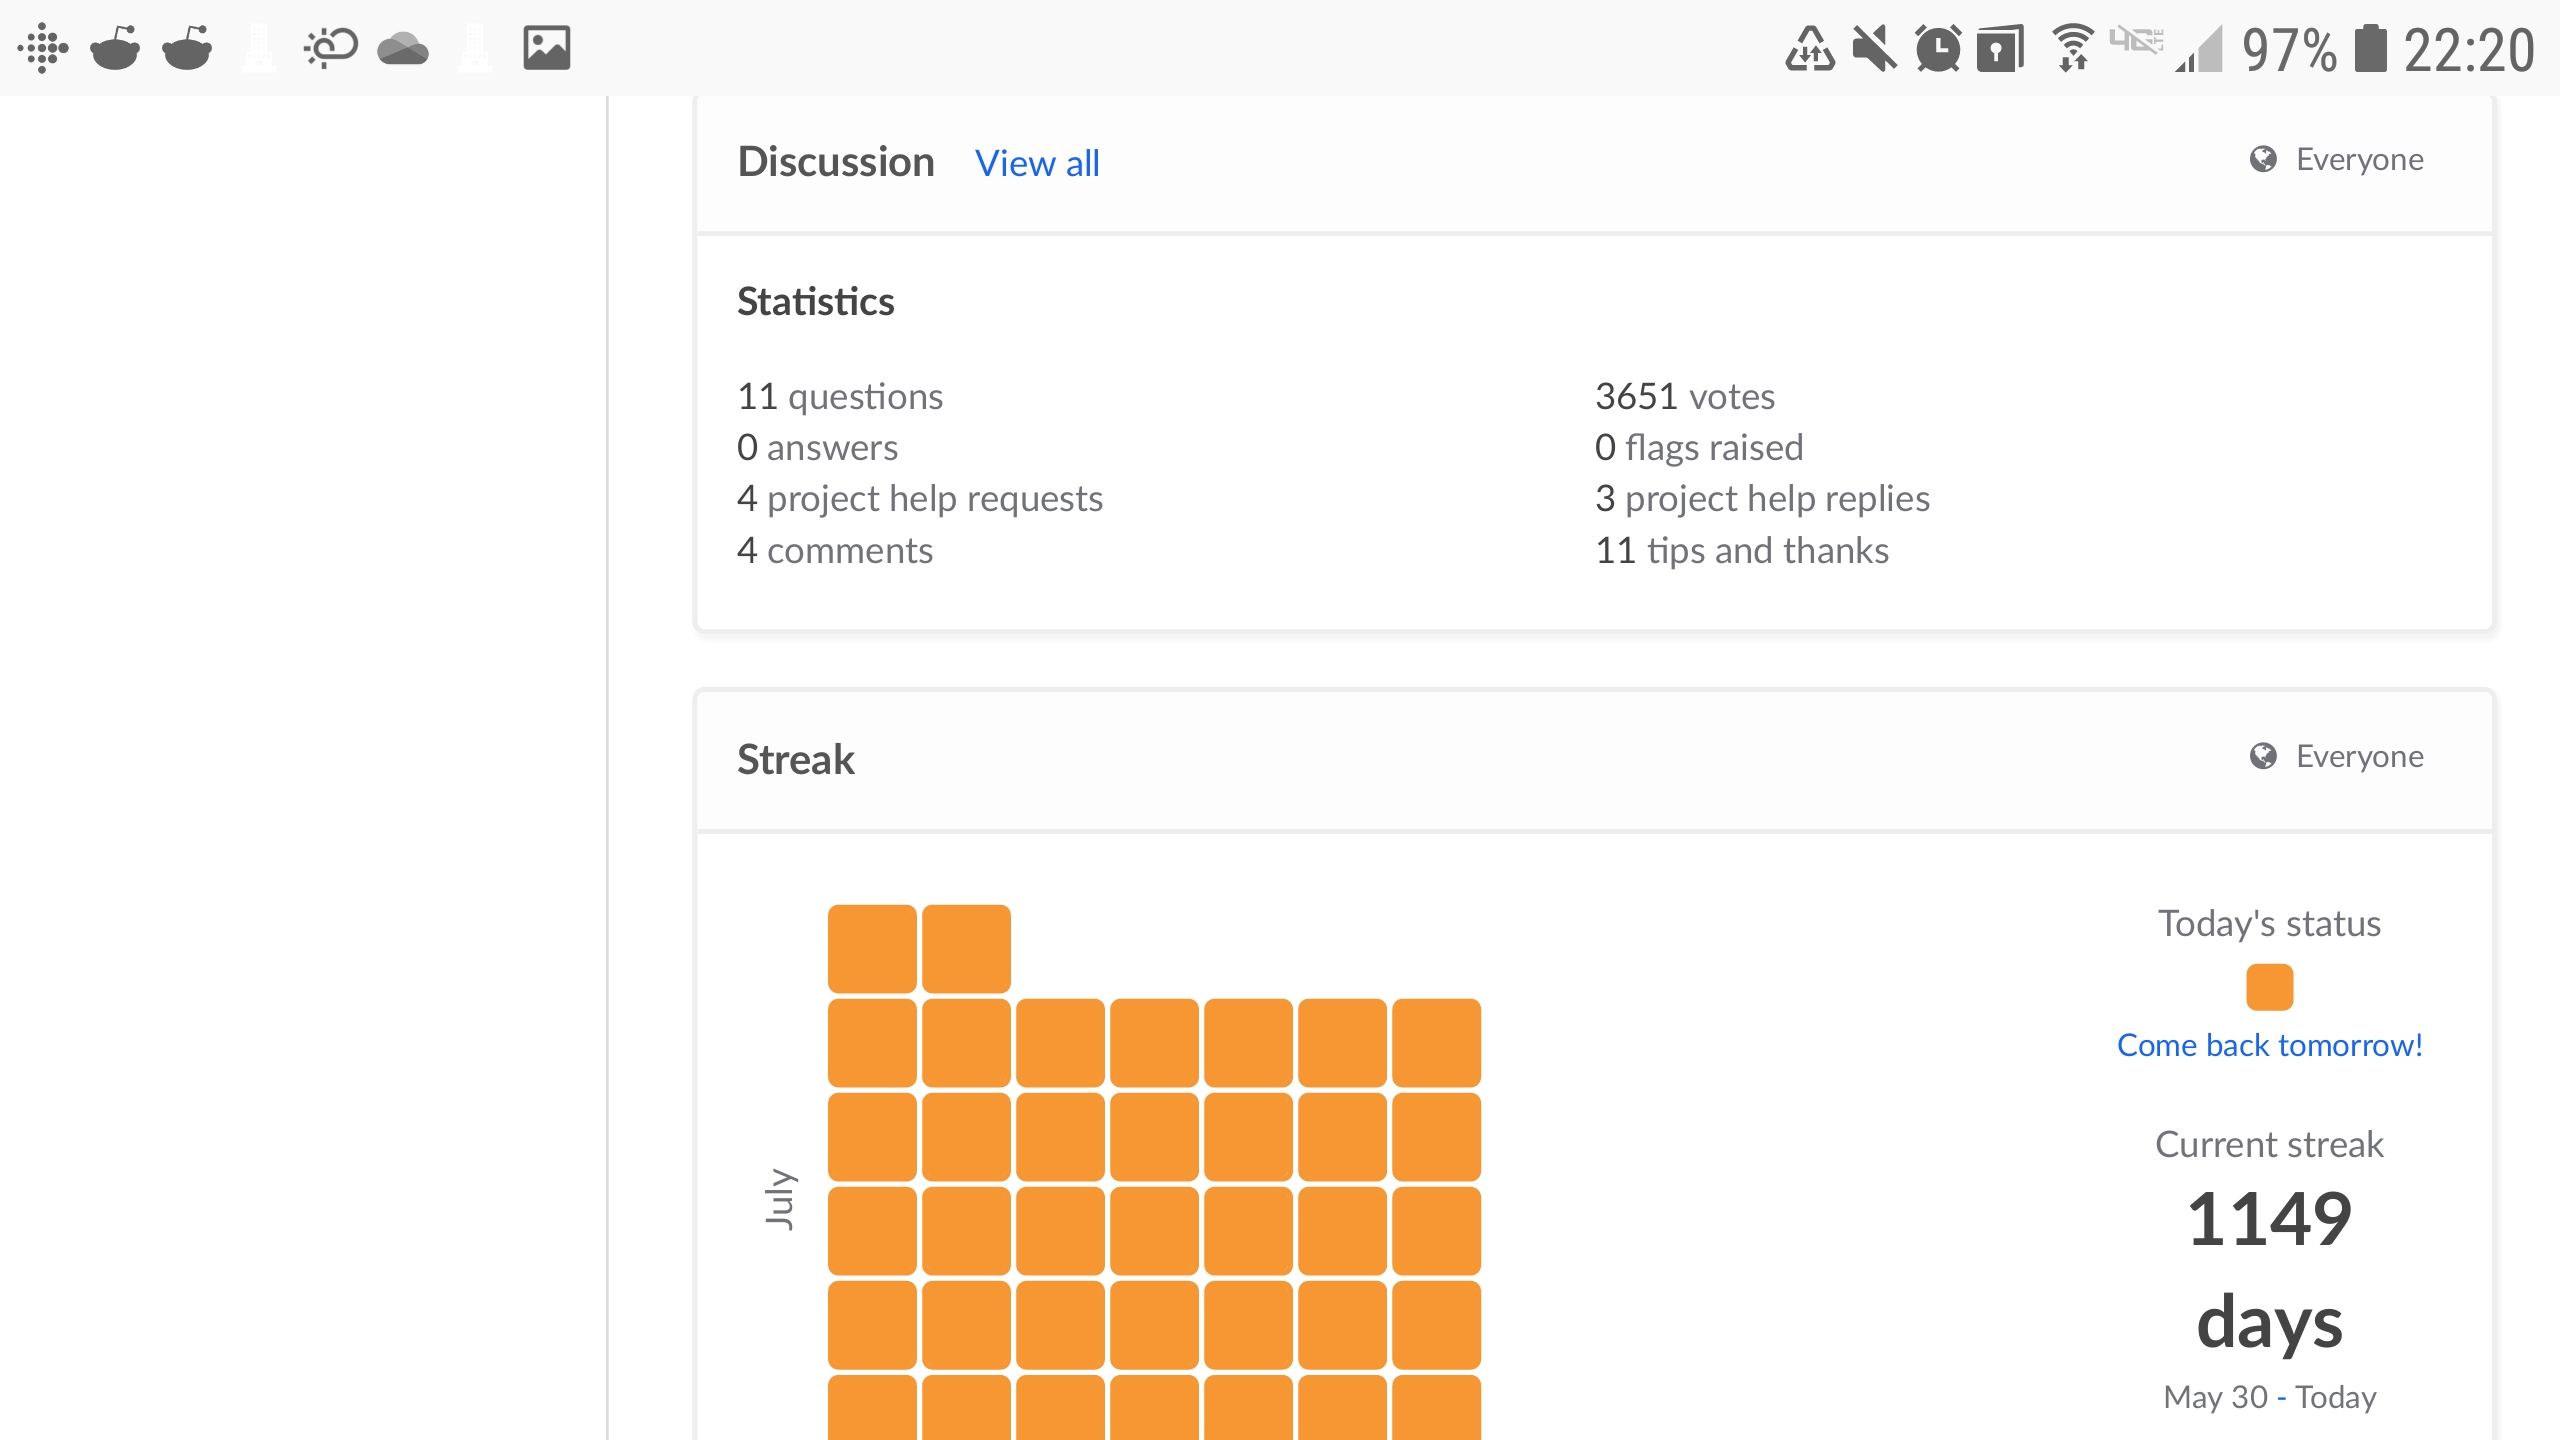 97% 22:20
Discussion View all Everyone
Statistics
11 questions
0 answers
4 project help requests
4 comments
3651 votes
0 flags raised
3 project help replies
11 tips and thanks
Streak Everyone
July
Today's status
Come back tomorrow!
Current streak
1149
days
May 30 - Today